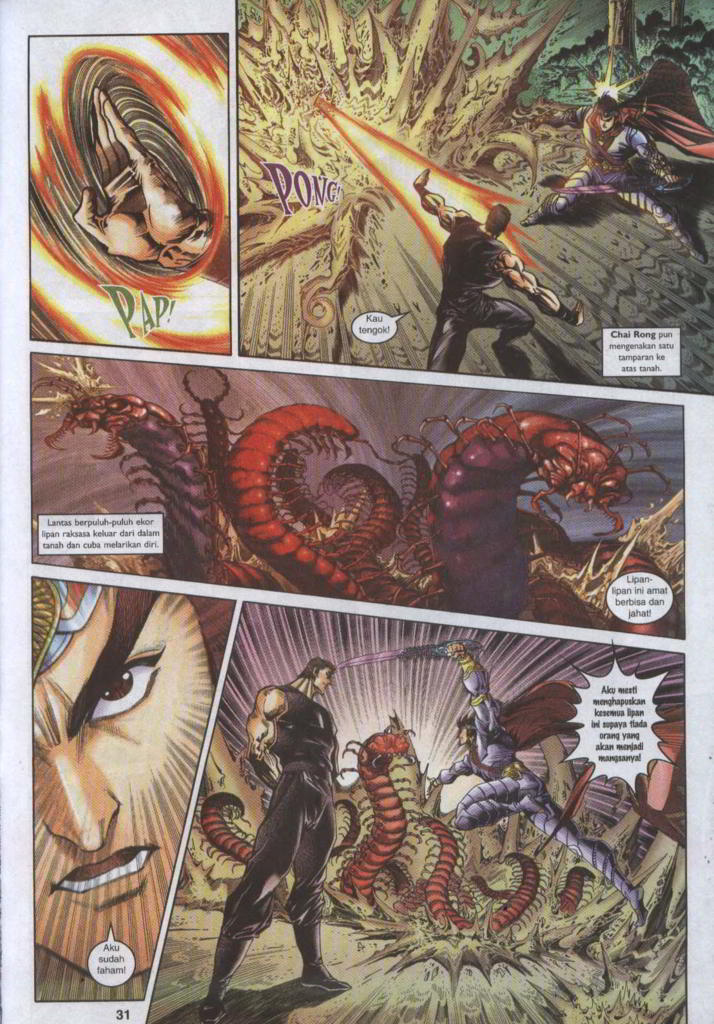 PAP!
PONG!
Kau
tengok!
Chai Rong pun
mengenakan satu
tamparan ke
atas tanah.
Lantas berpuluh-puluh ekor
lipan raksasa keluar dari dalam
tanah dan cuba melarikan diri.
Lipan-
lipan ini amat
berbisa dan
jahat!
Aku
sudah
faham!
Aku mesti
menghapuskan
kesemua lipan
ini supaya tiada
orang yang
akan menjadi
mangsanya!
31